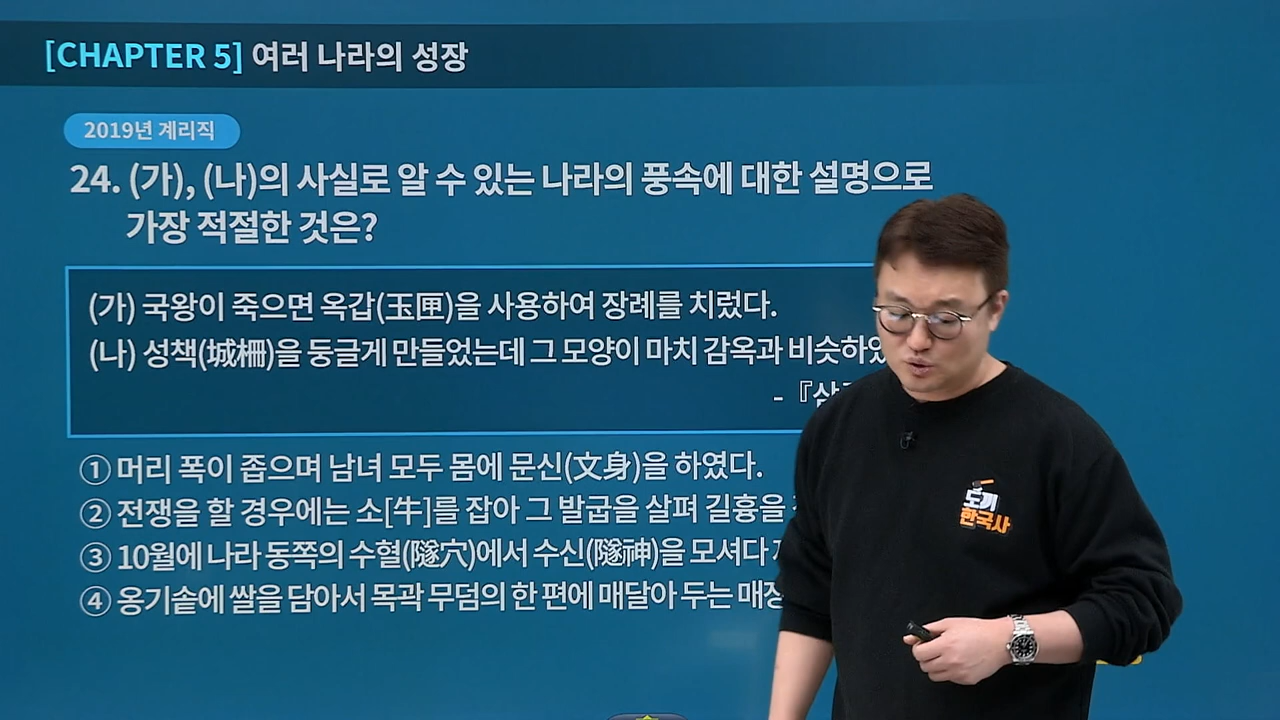 [CHAPTER 5] 여러 나라의 성장
2019년 계리직
24. (가), (나)의 사실로 알 수 있는 나라의 풍속에 대한 설명으로
가장 적절한 것은?
(가) 국왕이 죽으면 옥갑(玉匣)을 사용하여 장례를 치렀다.
(나) 성책(城柵)을 둥글게 만들었는데 그 모양이 마치 감옥과
-
① 머리 폭이 좁으며 남녀 모두 몸에 문신(文身)을 하였다.
② 전쟁을 할 경우에는 소[牛]를 잡아 그 발굽을 살펴 길흉을
③ 10월에 나라 동쪽의 수혈(隧穴)에서 수신(隧神)을 모셔다
④ 옹기솥에 쌀을 담아서 목곽 무덤의 한 편에 매달아 두는
도끼
한국사